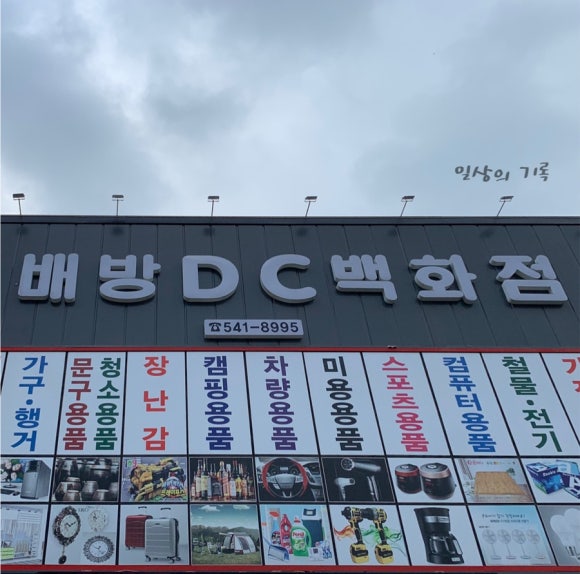 일상의 기록
배방DC백화점
☎541-8995
가구·행거
문구용품
청소용품
장난감
캠핑용품
차량용품
미용용품
스포츠용품
컴퓨터용품
철물·전기